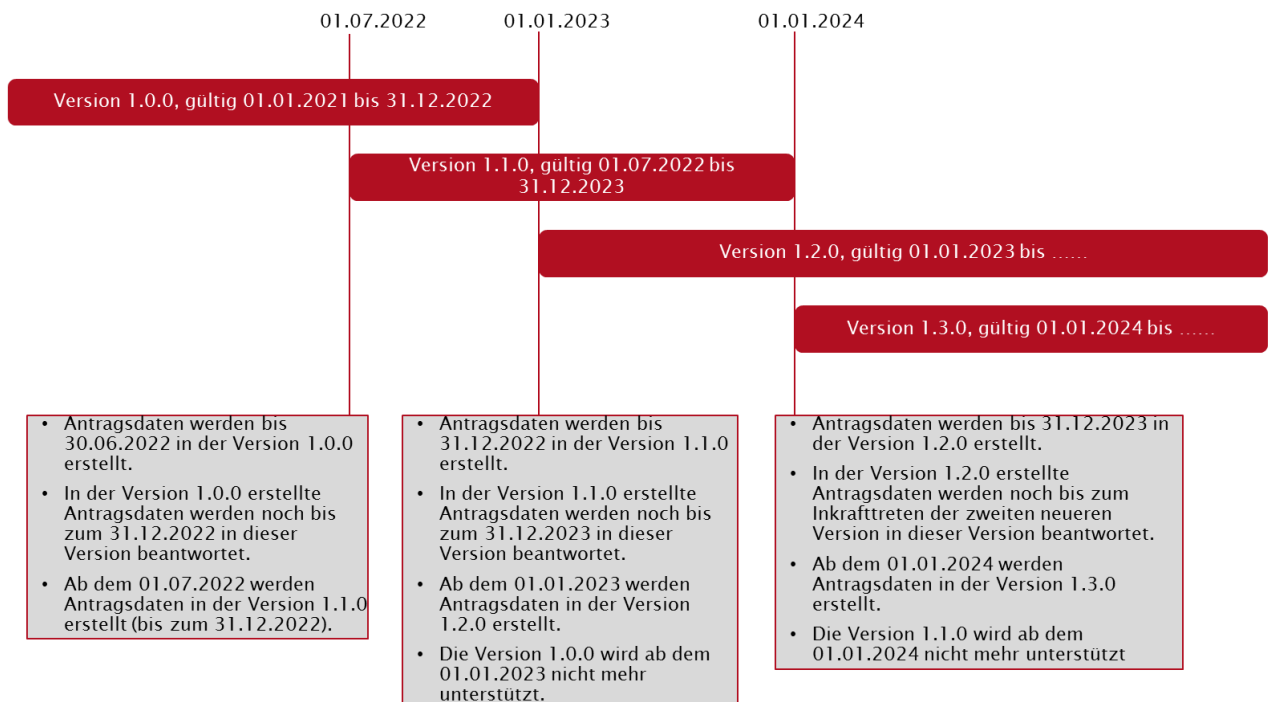 01.07.2022
01.01.2023
01.01.2024
Version 1.0.0, gültig 01.01.2021 bis 31.12.2022
Version 1.1.0, gültig 01.07.2022 bis
31.12.2023
Version 1.2.0, gültig 01.01.2023 bis ……
Version 1.3.0, gültig 01.01.2024 bis ……
• Antragsdaten werden bis
30.06.2022 in der Version 1.0.0
erstellt.
• In der Version 1.0.0 erstellte
Antragsdaten werden noch bis
zum 31.12.2022 in dieser
Version beantwortet.
• Ab dem 01.07.2022 werden
Antragsdaten in der Version 1.1.0
erstellt (bis zum 31.12.2022).
• Antragsdaten werden bis
31.12.2022 in der Version 1.1.0
erstellt.
• In der Version 1.1.0 erstellte
Antragsdaten werden noch bis
zum 31.12.2023 in dieser
Version beantwortet.
• Ab dem 01.01.2023 werden
Antragsdaten in der Version
1.2.0 erstellt.
• Die Version 1.0.0 wird ab dem
01.01.2023 nicht mehr
unterstützt.
• Antragsdaten werden bis 31.12.2023 in
der Version 1.2.0 erstellt.
• In der Version 1.2.0 erstellte
Antragsdaten werden noch bis zum
Inkrafttreten der zweiten neueren
Version in dieser Version beantwortet.
• Ab dem 01.01.2024 werden
Antragsdaten in der Version 1.3.0
erstellt.
• Die Version 1.1.0 wird ab dem
01.01.2024 nicht mehr unterstützt